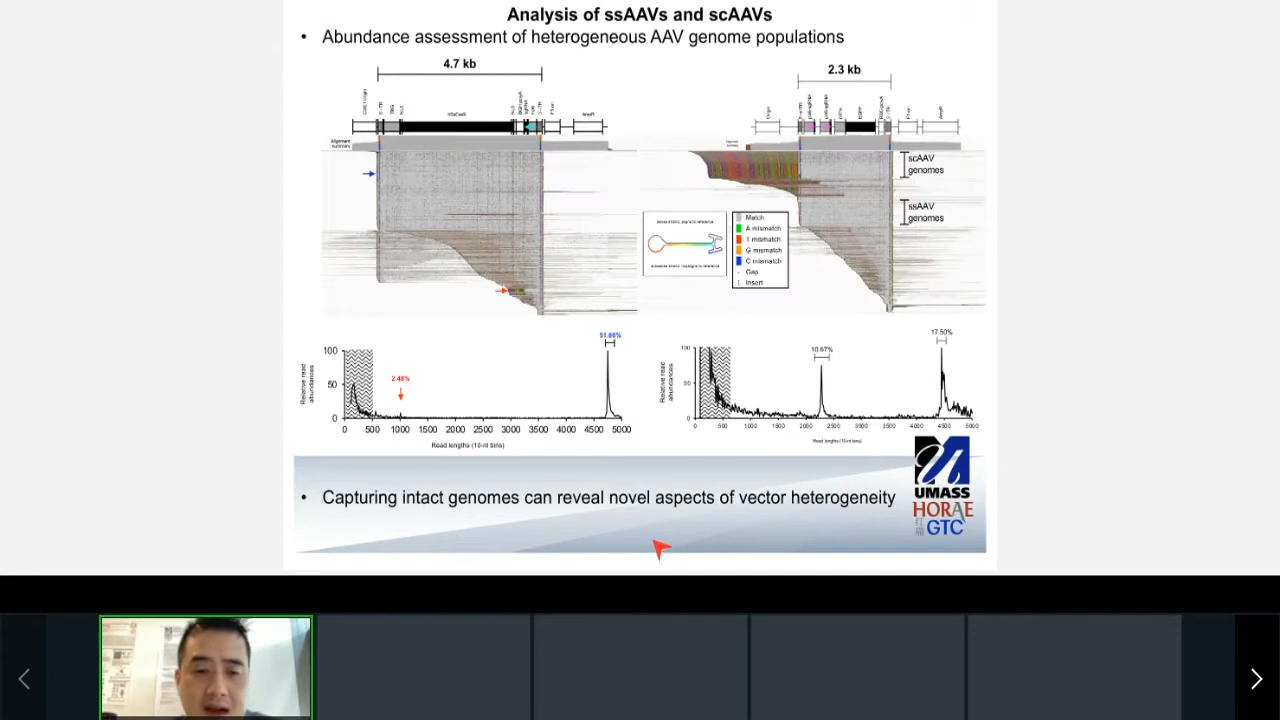 Analysis of ssAAVs and scAAVs
• Abundance assessment of heterogeneous AAV genome populations
4.7 kb
2.3 kb
Alignment
summary
scAAV
genomes
ssAAV
genomes
Match
A mismatch
T mismatch
G mismatch
C mismatch
Gap
Insert
51.86%
2.48%
Relative read
abundances
100
50
0
0 500 1000 1500 2000 2500 3000 3500 4000 4500 5000
Read lengths (10-nt bins)
17.50%
10.67%
Relative read
abundances
100
50
0
0 500 1000 1500 2000 2500 3000 3500 4000 4500 5000
Read lengths (10-nt bins)
• Capturing intact genomes can reveal novel aspects of vector heterogeneity
UMASS
HORAE
GTC